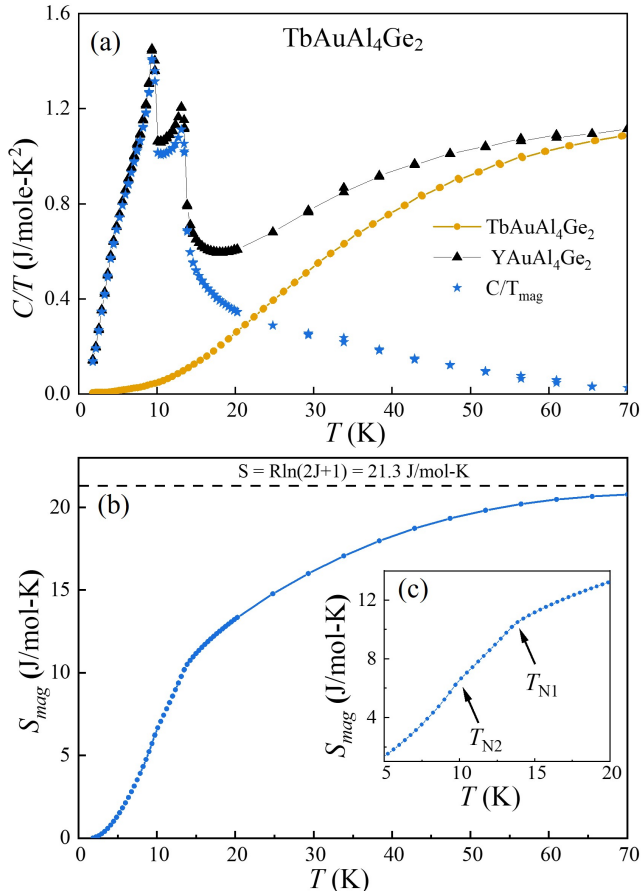 (a)
TbAuAl4Ge2
1.6
1.2
0.8
0.4
0.0
C/T (J/mole-K²)
TbAuAl4Ge2
YAuAl4Ge2
C/Tmag
0 10 20 30 40 50 60 70
T (K)
S = Rln(2J+1) = 21.3 J/mol-K
(b)
20
15
10
5
0
Smag (J/mol-K)
(c)
12
8
4
Smag (J/mol-K)
TN1
TN2
5 10 15 20
T (K)
0 10 20 30 40 50 60 70
T (K)